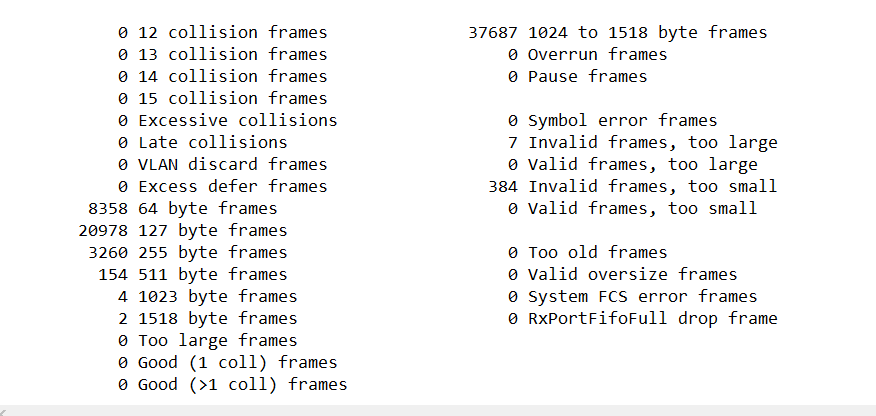 0 12 collision frames 37687 1024 to 1518 byte frames
0 13 collision frames 0 Overrun frames
0 14 collision frames 0 Pause frames
0 15 collision frames
0 Excessive collisions 0 Symbol error frames
0 Late collisions 7 Invalid frames, too large
0 VLAN discard frames 0 Valid frames, too large
0 Excess defer frames 384 Invalid frames, too small
8358 64 byte frames 0 Valid frames, too small
20978 127 byte frames
3260 255 byte frames 0 Too old frames
154 511 byte frames 0 Valid oversize frames
4 1023 byte frames 0 System FCS error frames
2 1518 byte frames 0 RxPortFifoFull drop frame
0 Too large frames
0 Good (1 coll) frames
0 Good (>1 coll) frames